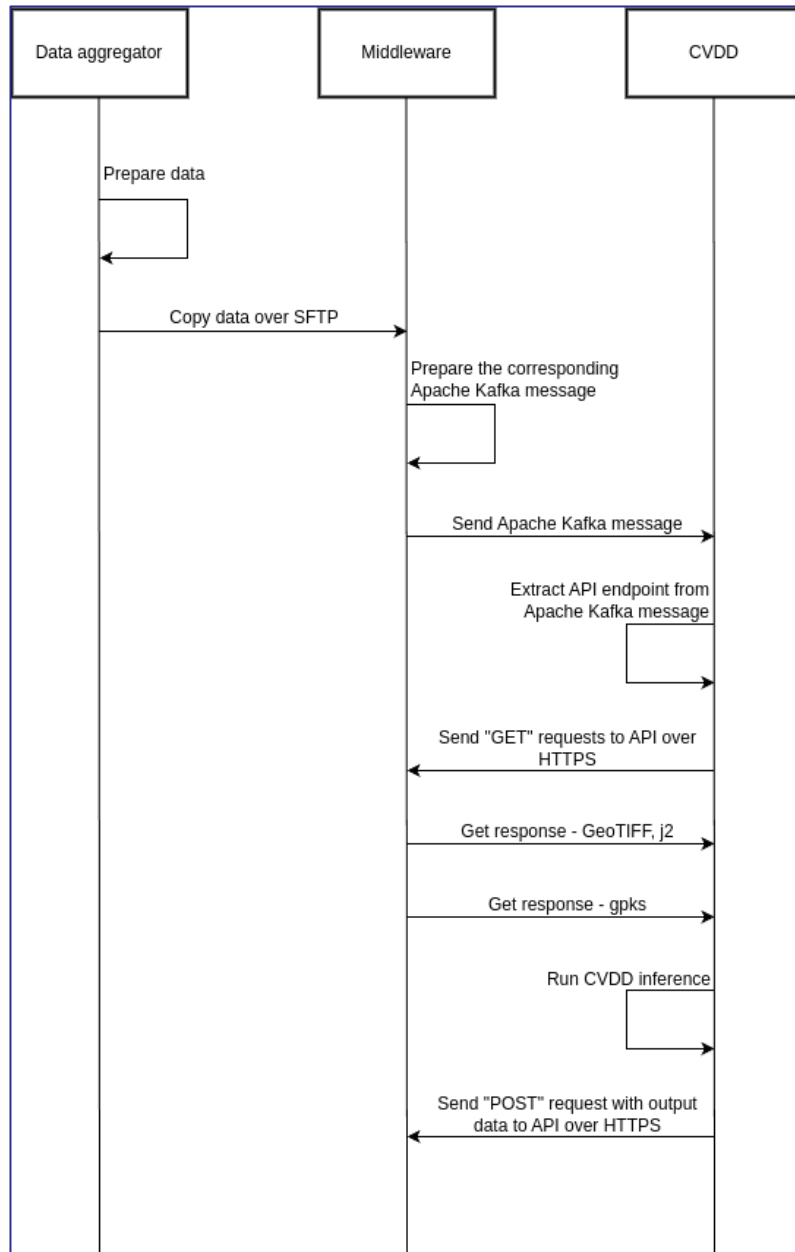 Data aggregator
Middleware
CVDD
Prepare data
Copy data over SFTP
Prepare the corresponding
Apache Kafka message
Send Apache Kafka message
Extract API endpoint from
Apache Kafka message
Send "GET" requests to API over
HTTPS
Get response - GeoTIFF, j2
Get response - gpks
Run CVDD inference
Send "POST" request with output
data to API over HTTPS